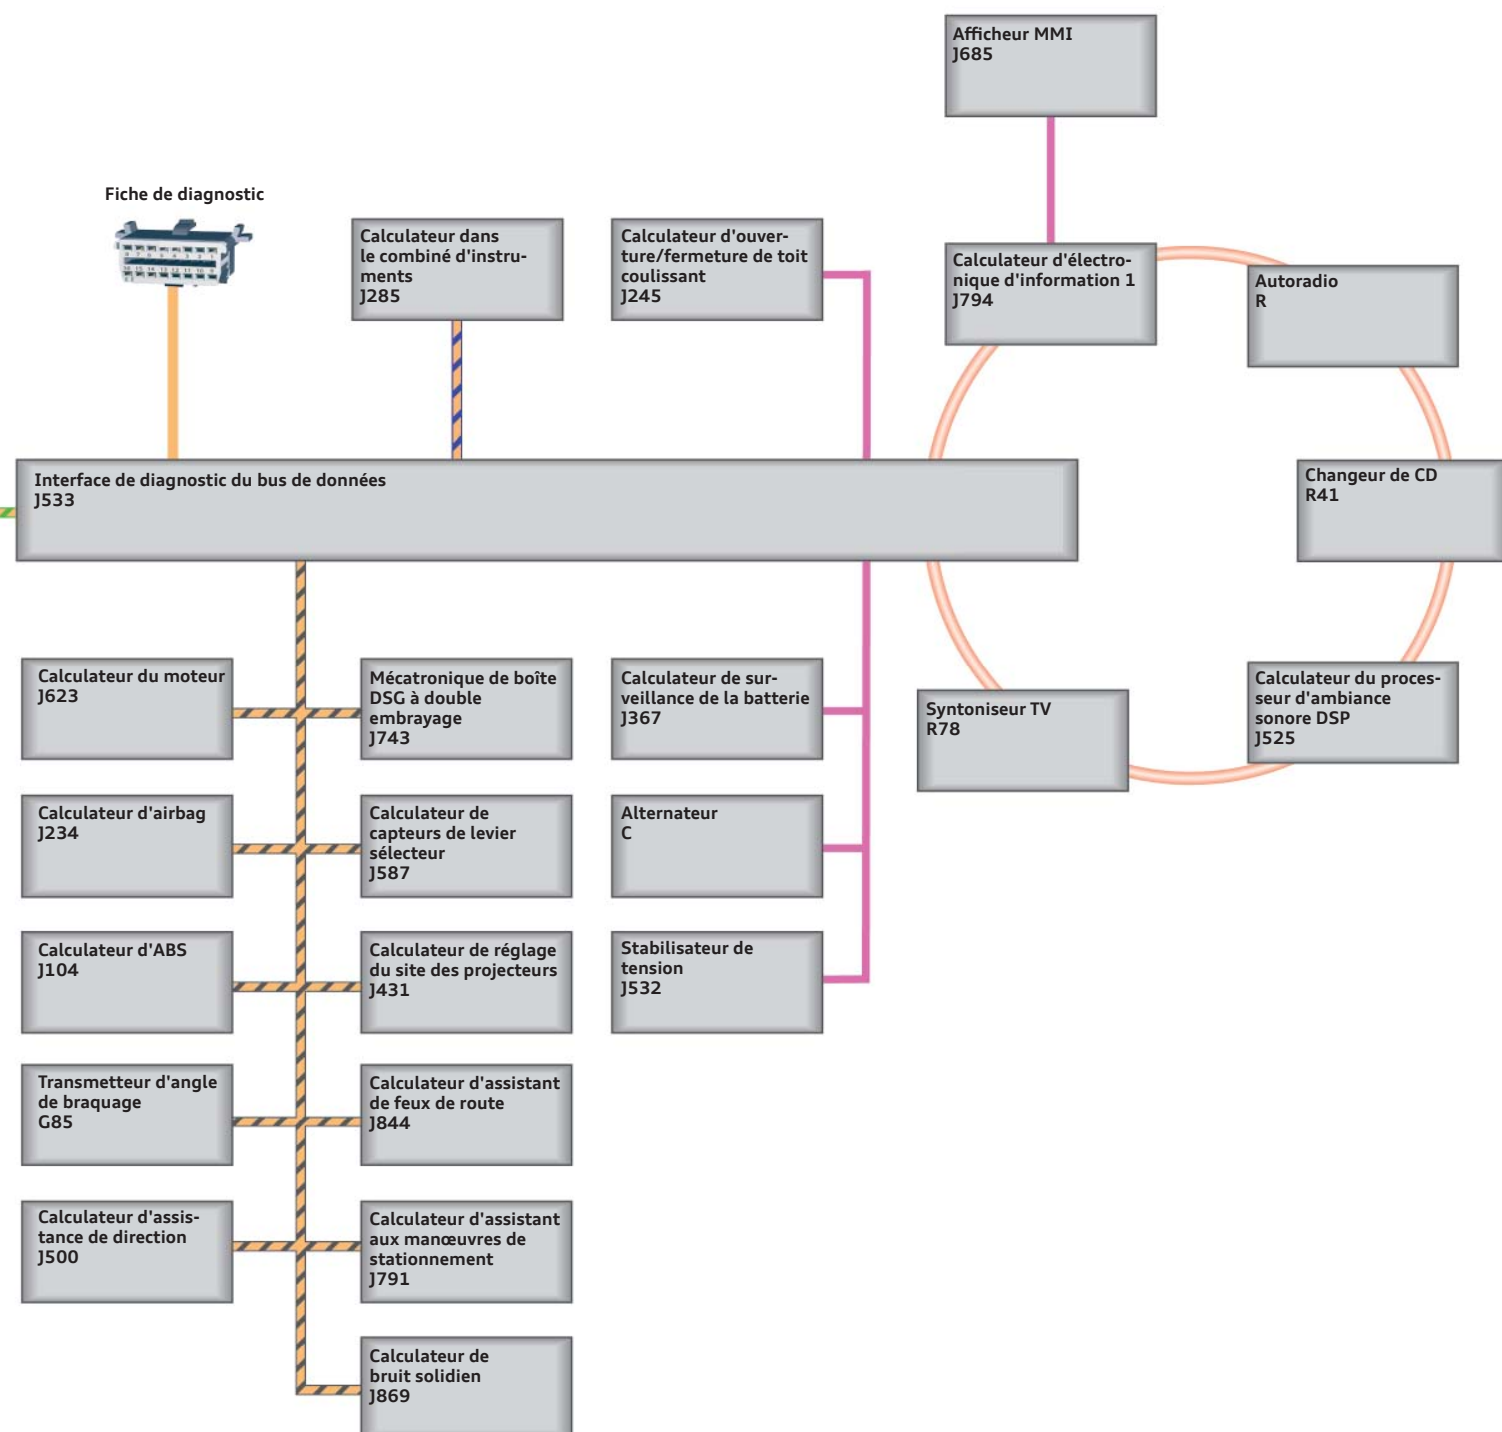 Afficheur MMI
J685
Fiche de diagnostic
Calculateur dans
le combiné d'instru-
ments
J285
Calculateur d'ouver-
ture/fermeture de toit
coulissant
J245
Calculateur d'électro-
nique d'information 1
J794
Autoradio
R
Interface de diagnostic du bus de données
J533
Changeur de CD
R41
Calculateur du moteur
J623
Mécatronique de boîte
DSG à double
embrayage
J743
Calculateur de sur-
veillance de la batterie
J367
Syntoniseur TV
R78
Calculateur du proces-
seur d'ambiance
sonore DSP
J525
Calculateur d'airbag
J234
Calculateur de
capteurs de levier
sélecteur
J587
Alternateur
C
Calculateur d'ABS
J104
Calculateur de réglage
du site des projecteurs
J431
Stabilisateur de
tension
J532
Transmetteur d'angle
de braquage
G85
Calculateur d'assistant
de feux de route
J844
Calculateur d'assis-
tance de direction
J500
Calculateur d'assistant
aux manœuvres de
stationnement
J791
Calculateur de
bruit solidien
J869